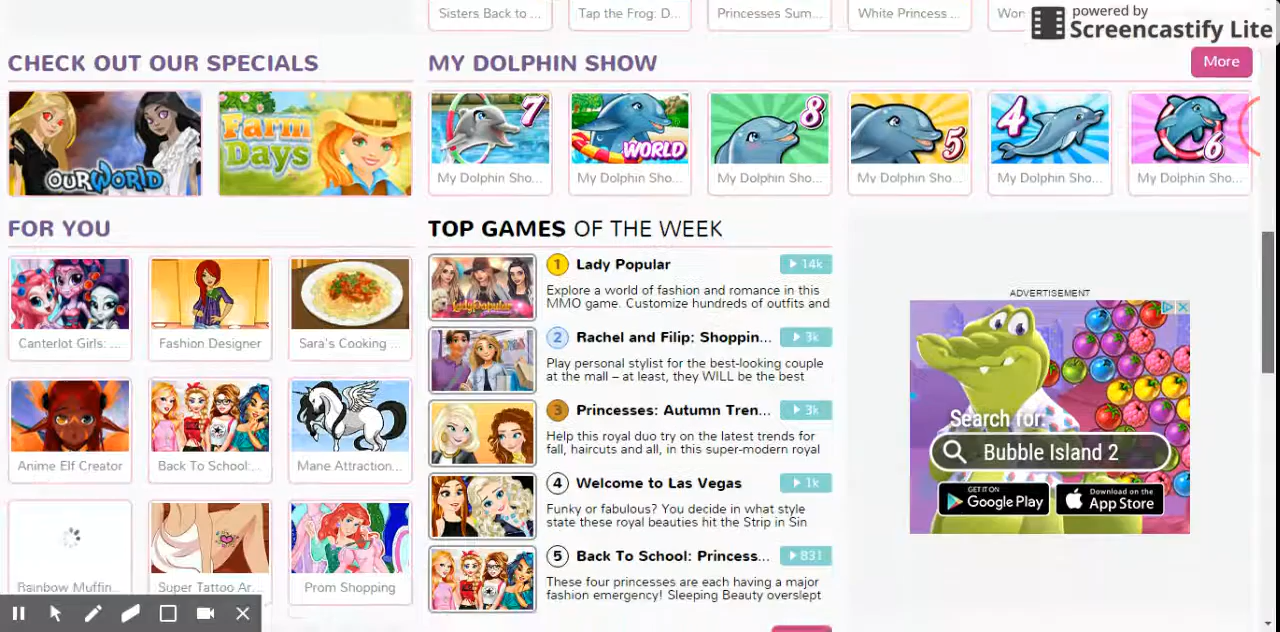 Sisters Back to ...
Tap the Frog: D...
Princesses Sum...
White Princess ...
powered by
Screencastify Lite
CHECK OUT OUR SPECIALS
OUR WORLD
Farm
Days
MY DOLPHIN SHOW
More
7
WORLD
8
5
4
6
My Dolphin Sho...
My Dolphin Sho...
My Dolphin Sho...
My Dolphin Sho...
My Dolphin Sho...
My Dolphin Sho...
FOR YOU
Canterlot Girls: ...
Fashion Designer
Sara's Cooking ...
Anime Elf Creator
Back To School:...
Mane Attraction...
Rainbow Muffin...
Super Tattoo Ar...
Prom Shopping
TOP GAMES OF THE WEEK
LadyPopular
1 Lady Popular 14k
Explore a world of fashion and romance in this
MMO game. Customize hundreds of outfits and
2 Rachel and Filip: Shoppin... 3k
Play personal stylist for the best-looking couple
at the mall – at least, they WILL be the best
3 Princesses: Autumn Tren... 3k
Help this royal duo try on the latest trends for
fall, haircuts and all, in this super-modern royal
4 Welcome to Las Vegas 1k
Funky or fabulous? You decide in what style
state these royal beauties hit the Strip in Sin
5 Back To School: Princess... 831
These four princesses are each having a major
fashion emergency! Sleeping Beauty overslept
ADVERTISEMENT
Search for:
Bubble Island 2
GET IT ON
Google Play
Download on the
App Store